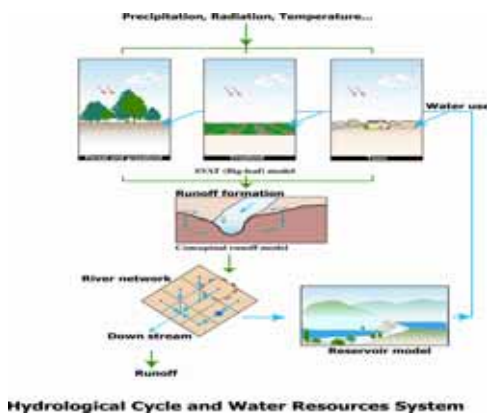 Precipitation, Radiation, Temperature...
Water use
SVAT (Big-leaf) model
Runoff formation
Conceptual runoff model
River network
Down stream
Reservoir model
Runoff
Hydrological Cycle and Water Resources System